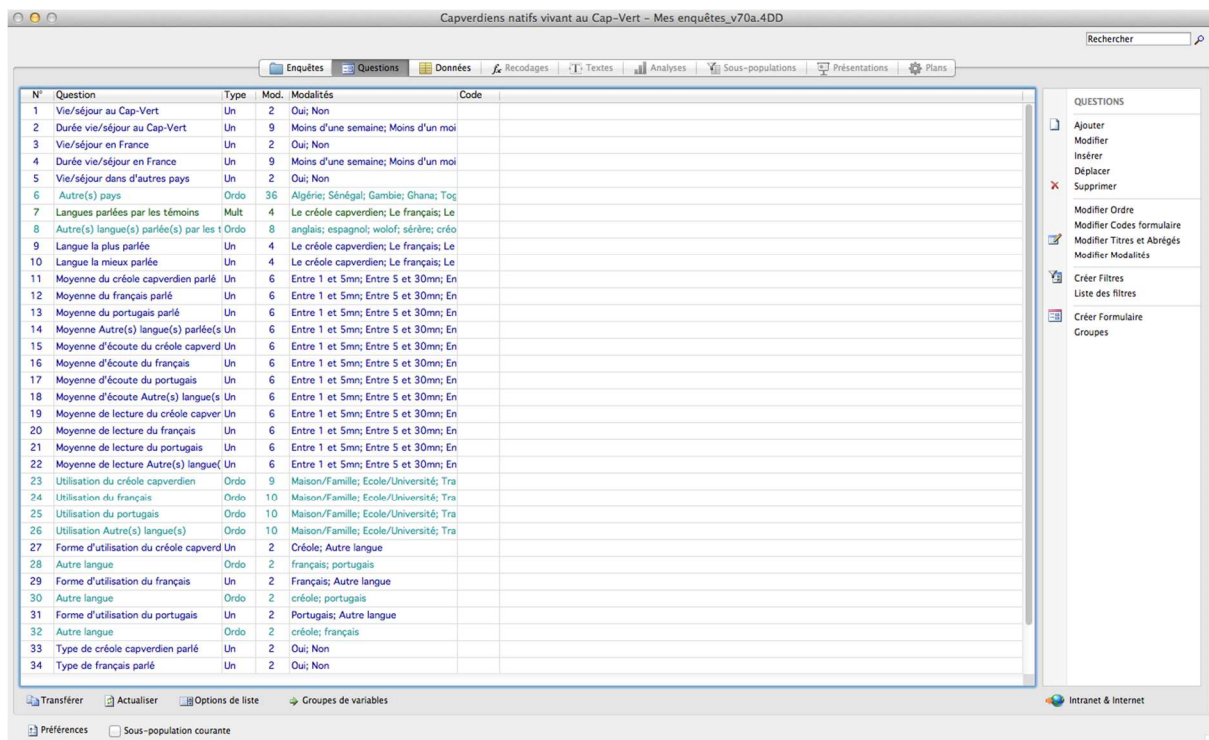 Capverdiens natifs vivant au Cap-Vert – Mes enquêtes_v70a.4DD
Rechercher
Enquêtes Questions Données fx Recodages Textes Analyses Sous-populations Présentations Plans
N° Question Type Mod. Modalités Code
1 Vie/séjour au Cap-Vert Un 2 Oui; Non
2 Durée vie/séjour au Cap-Vert Un 9 Moins d'une semaine; Moins d'un moi
3 Vie/séjour en France Un 2 Oui; Non
4 Durée vie/séjour en France Un 9 Moins d'une semaine; Moins d'un moi
5 Vie/séjour dans d'autres pays Un 2 Oui; Non
6 Autre(s) pays Ordo 36 Algérie; Sénégal; Gambie; Ghana; Tog
7 Langues parlées par les témoins Mult 4 Le créole capverdien; Le français; Le
8 Autre(s) langue(s) parlée(s) par les t Ordo 8 anglais; espagnol; wolof; sérère; créo
9 Langue la plus parlée Un 4 Le créole capverdien; Le français; Le
10 Langue la mieux parlée Un 4 Le créole capverdien; Le français; Le
11 Moyenne du créole capverdien parlé Un 6 Entre 1 et 5mn; Entre 5 et 30mn; En
12 Moyenne du français parlé Un 6 Entre 1 et 5mn; Entre 5 et 30mn; En
13 Moyenne du portugais parlé Un 6 Entre 1 et 5mn; Entre 5 et 30mn; En
14 Moyenne Autre(s) langue(s) parlée(s Un 6 Entre 1 et 5mn; Entre 5 et 30mn; En
15 Moyenne d'écoute du créole capverd Un 6 Entre 1 et 5mn; Entre 5 et 30mn; En
16 Moyenne d'écoute du français Un 6 Entre 1 et 5mn; Entre 5 et 30mn; En
17 Moyenne d'écoute du portugais Un 6 Entre 1 et 5mn; Entre 5 et 30mn; En
18 Moyenne d'écoute Autre(s) langue(s Un 6 Entre 1 et 5mn; Entre 5 et 30mn; En
19 Moyenne de lecture du créole capver Un 6 Entre 1 et 5mn; Entre 5 et 30mn; En
20 Moyenne de lecture du français Un 6 Entre 1 et 5mn; Entre 5 et 30mn; En
21 Moyenne de lecture du portugais Un 6 Entre 1 et 5mn; Entre 5 et 30mn; En
22 Moyenne de lecture Autre(s) langue( Un 6 Entre 1 et 5mn; Entre 5 et 30mn; En
23 Utilisation du créole capverdien Ordo 9 Maison/Famille; Ecole/Université; Tra
24 Utilisation du français Ordo 10 Maison/Famille; Ecole/Université; Tra
25 Utilisation du portugais Ordo 10 Maison/Famille; Ecole/Université; Tra
26 Utilisation Autre(s) langue(s) Ordo 10 Maison/Famille; Ecole/Université; Tra
27 Forme d'utilisation du créole capverd Un 2 Créole; Autre langue
28 Autre langue Ordo 2 français; portugais
29 Forme d'utilisation du français Un 2 Français; Autre langue
30 Autre langue Ordo 2 créole; portugais
31 Forme d'utilisation du portugais Un 2 Portugais; Autre langue
32 Autre langue Ordo 2 créole; français
33 Type de créole capverdien parlé Un 2 Oui; Non
34 Type de français parlé Un 2 Oui; Non
QUESTIONS
Ajouter
Modifier
Insérer
Déplacer
Supprimer
Modifier Ordre
Modifier Codes formulaire
Modifier Titres et Abrégés
Modifier Modalités
Créer Filtres
Liste des filtres
Créer Formulaire
Groupes
Transférer Actualiser Options de liste Groupes de variables Intranet & Internet
Préférences Sous-population courante